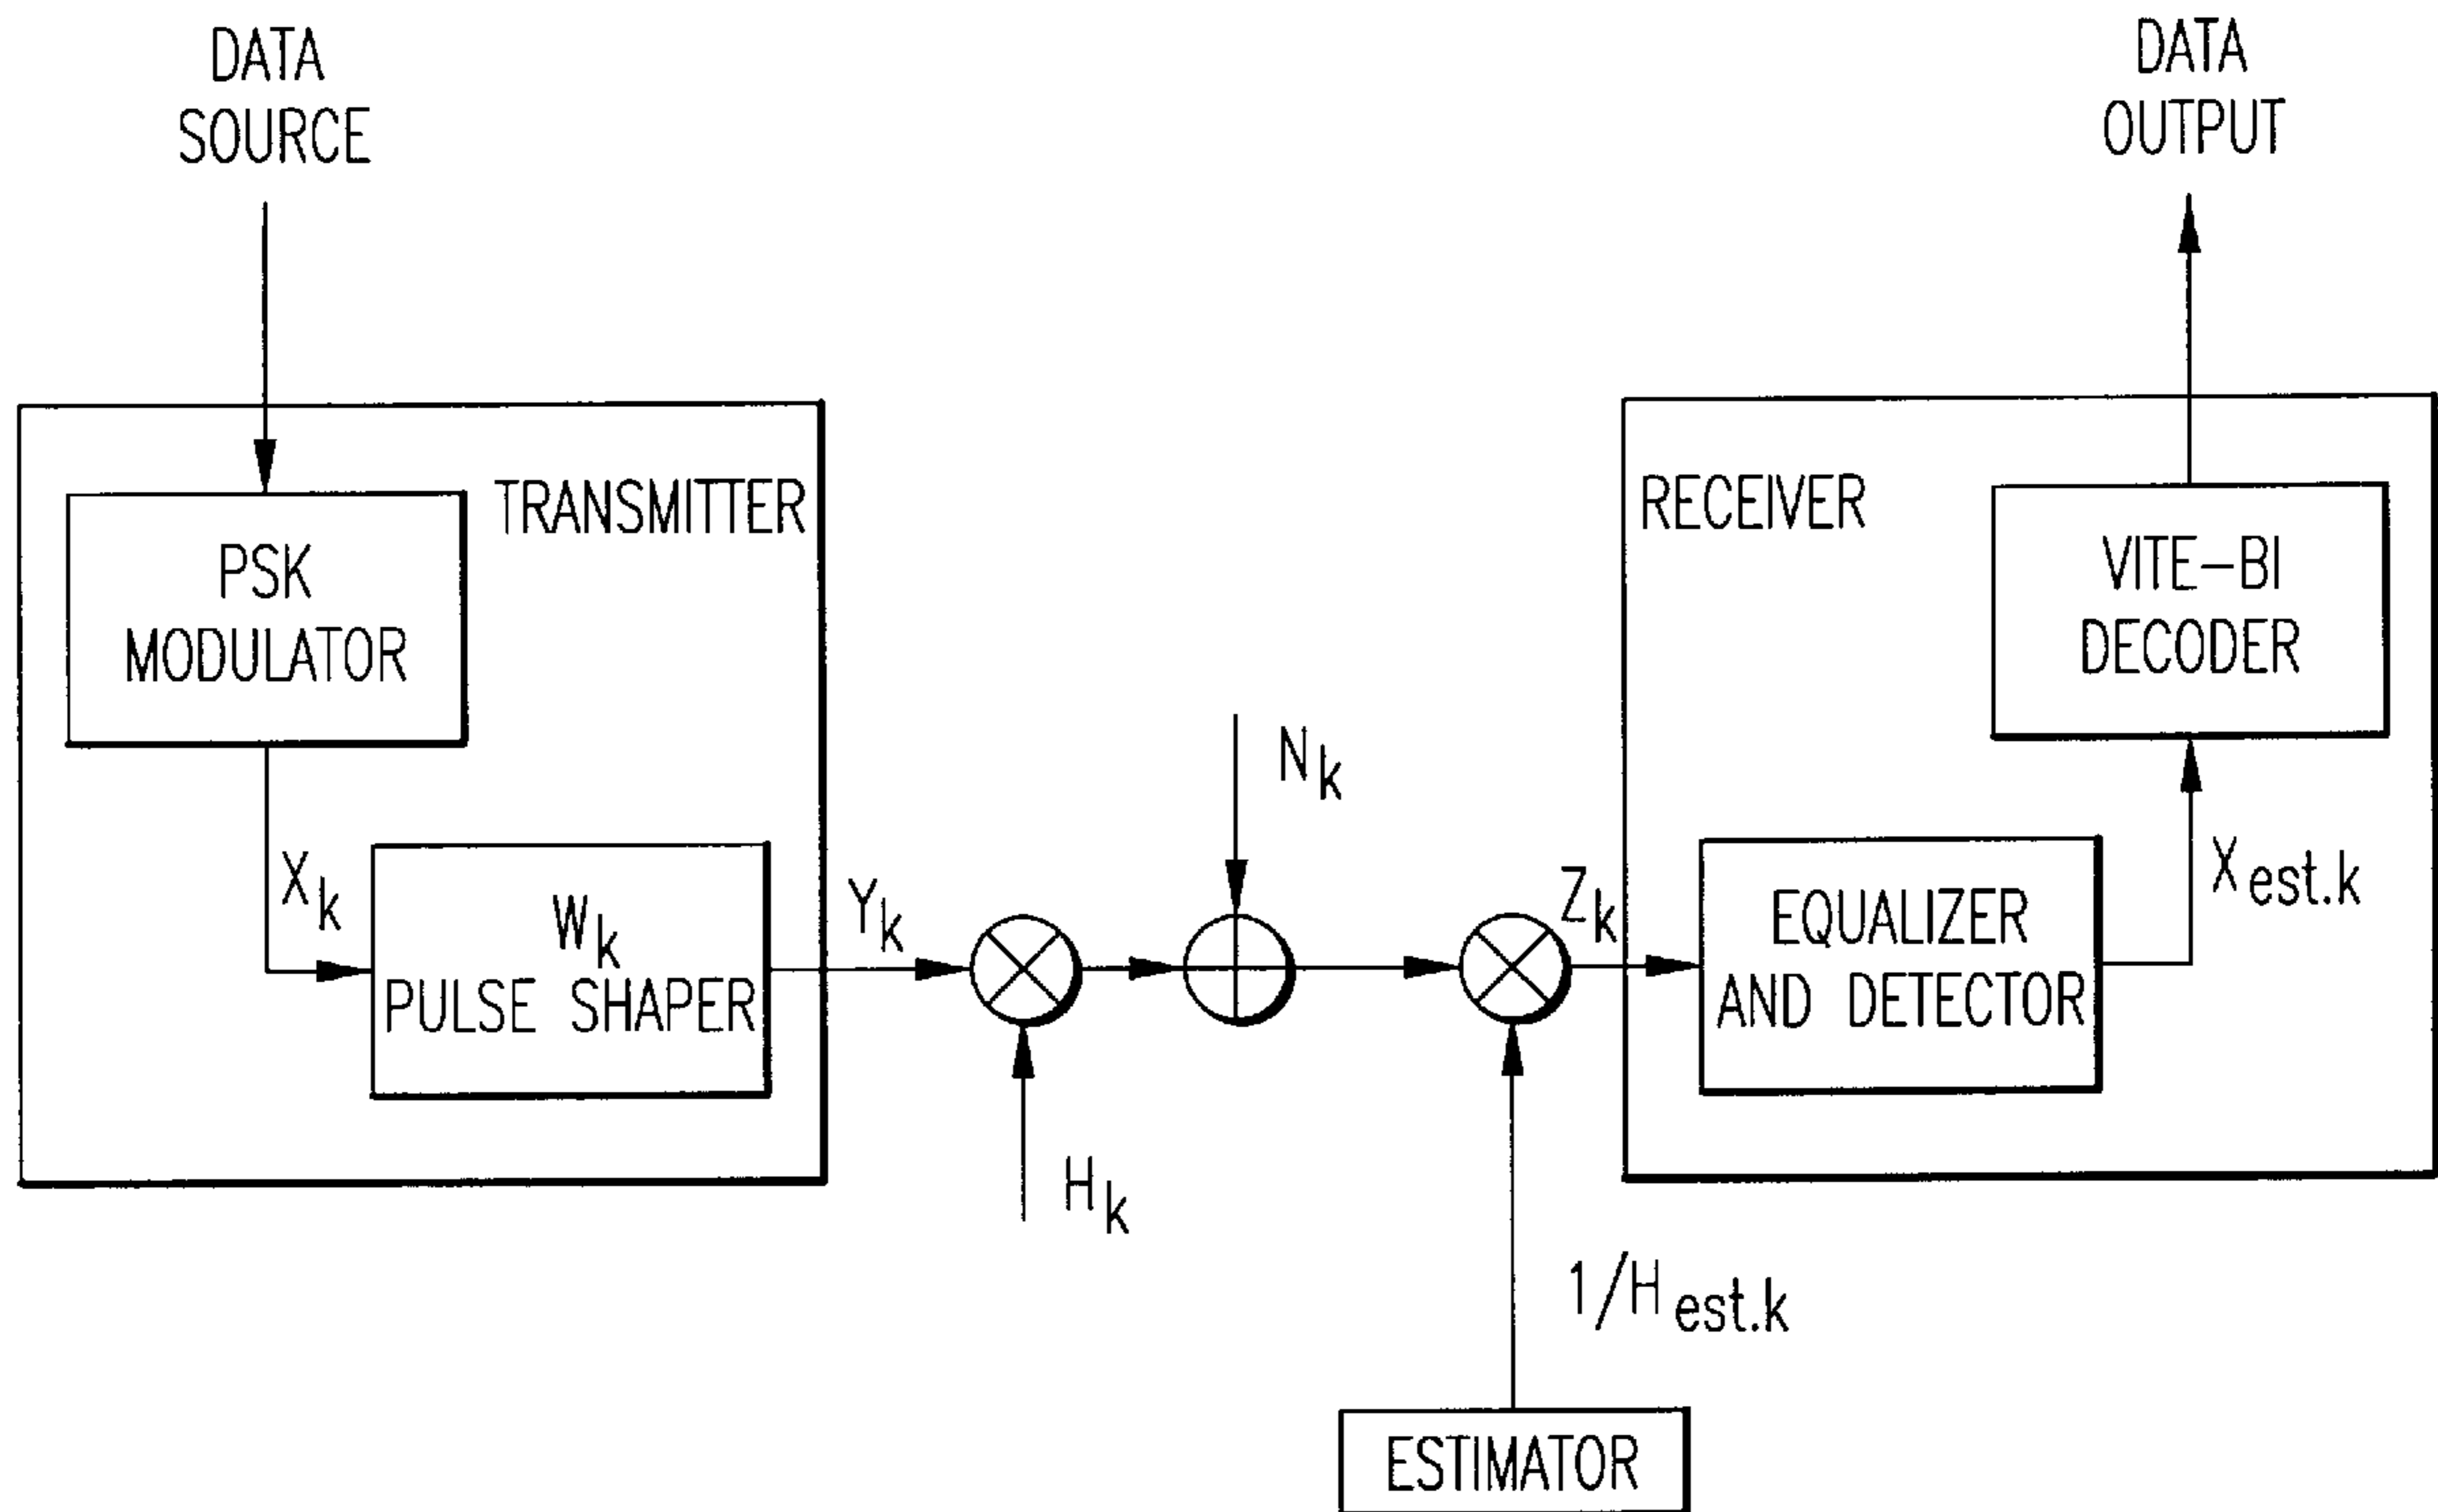 DATA
SOURCE
DATA
OUTPUT
TRANSMITTER
PSK
MODULATOR
RECEIVER
VITE-BI
DECODER
Xk
Wk
PULSE SHAPER
Yk
Nk
Hk
Zk
EQUALIZER
AND DETECTOR
Xest.k
1/Hest.k
ESTIMATOR